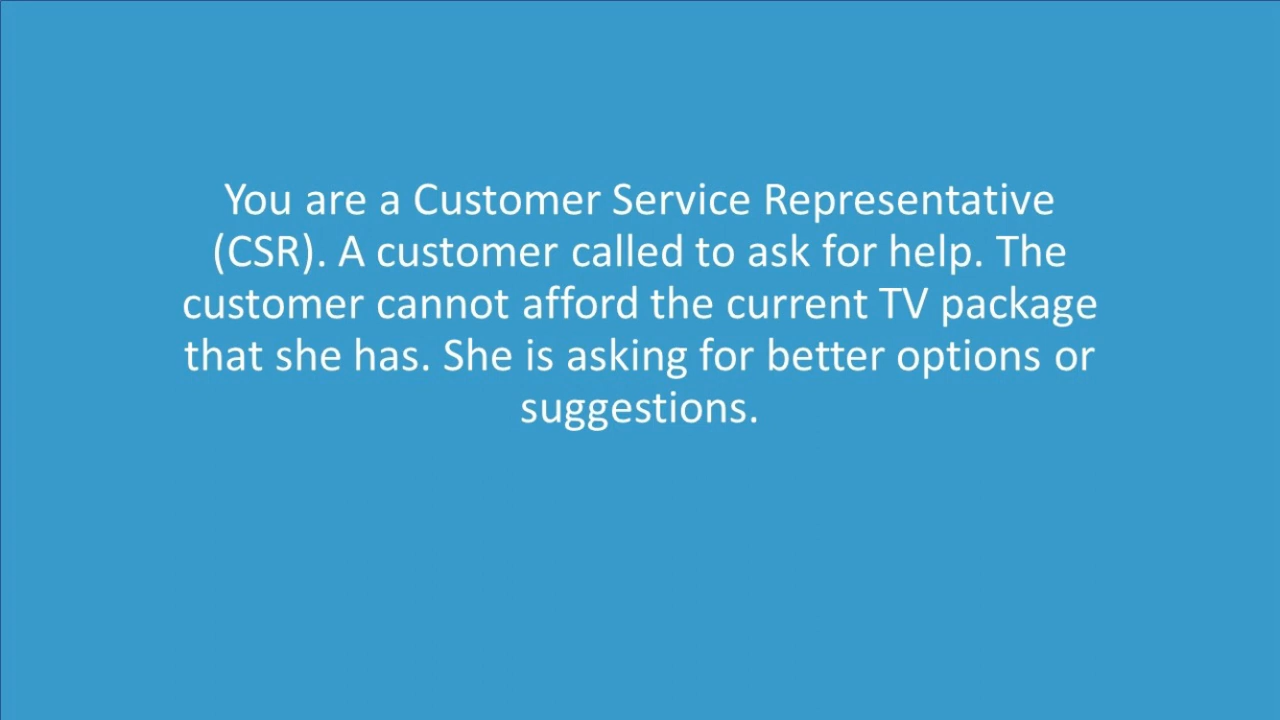 You are a Customer Service Representative
(CSR). A customer called to ask for help. The
customer cannot afford the current TV package
that she has. She is asking for better options or
suggestions.